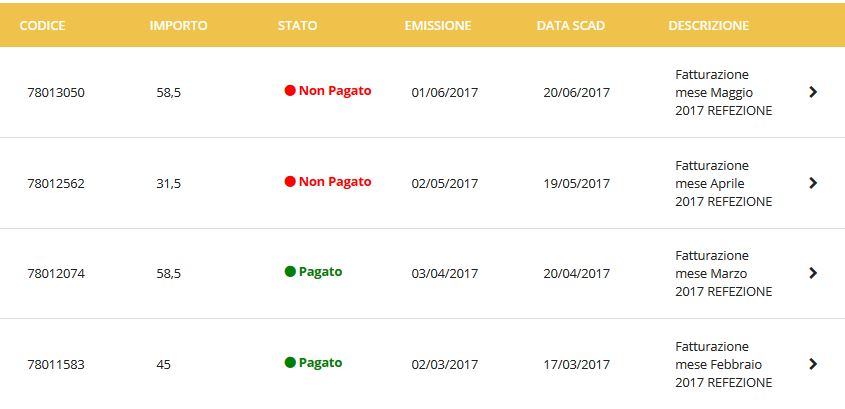 CODICE IMPORTO STATO EMISSIONE DATA SCAD DESCRIZIONE
78013050 58,5 Non Pagato 01/06/2017 20/06/2017 Fatturazione
mese Maggio
2017 REFEZIONE
78012562 31,5 Non Pagato 02/05/2017 19/05/2017 Fatturazione
mese Aprile
2017 REFEZIONE
78012074 58,5 Pagato 03/04/2017 20/04/2017 Fatturazione
mese Marzo
2017 REFEZIONE
78011583 45 Pagato 02/03/2017 17/03/2017 Fatturazione
mese Febbraio
2017 REFEZIONE